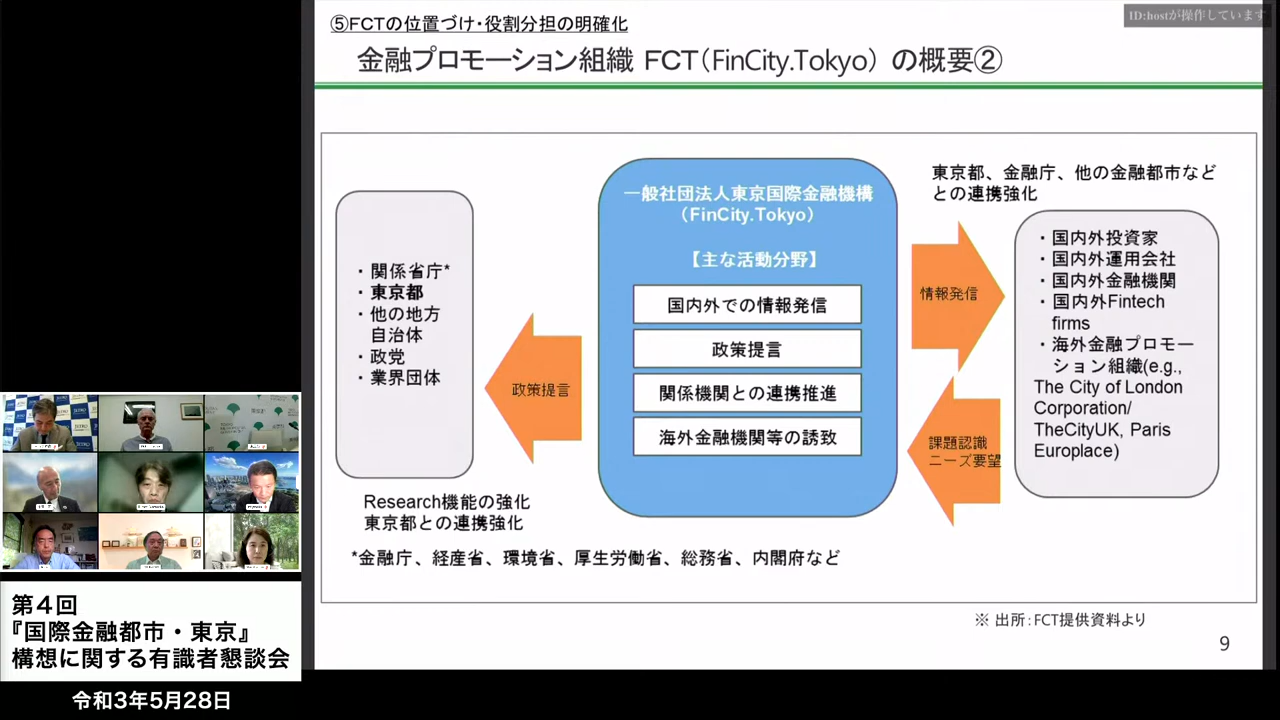 ⑤FCTの位置づけ・役割分担の明確化
ID:hostが操作しています
金融プロモーション組織 FCT（FinCity.Tokyo） の概要②
・関係省庁*
・東京都
・他の地方
自治体
・政党
・業界団体
政策提言
Research機能の強化
東京都との連携強化
一般社団法人東京国際金融機構
（FinCity.Tokyo）
【主な活動分野】
国内外での情報発信
政策提言
関係機関との連携推進
海外金融機関等の誘致
東京都、金融庁、他の金融都市など
との連携強化
情報発信
課題認識
ニーズ要望
・国内外投資家
・国内外運用会社
・国内外金融機関
・国内外Fintech
firms
・海外金融プロモー
ション組織(e.g.,
The City of London
Corporation/
TheCityUK, Paris
Europlace)
*金融庁、経産省、環境省、厚生労働省、総務省、内閣府など
※ 出所：FCT提供資料より
9
第４回
『国際金融都市・東京』
構想に関する有識者懇談会
令和3年5月28日